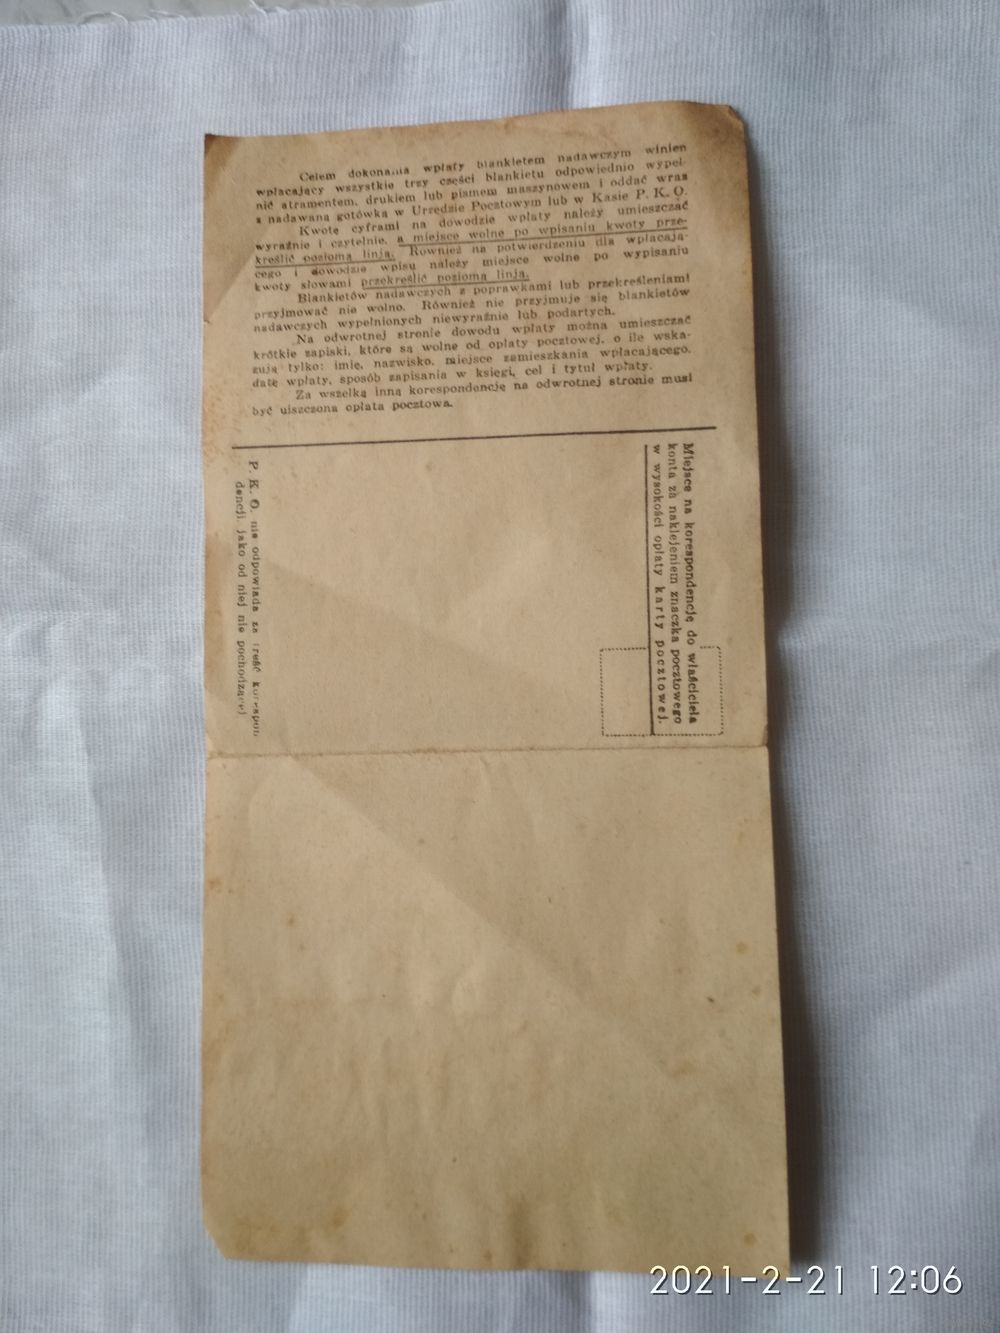 Celem dokonania wpłaty blankietem nadawczym winien
wpłacający wszystkie trzy części blankietu odpowiednio wypeł-
nić atramentem, drukiem lub pismem maszynowem i oddać wraz
z nadawaną gotówką w Urzędzie Pocztowym lub w Kasie P. K. O.
Kwotę cyframi na dowodzie wpłaty należy umieszczać
wyraźnie i czytelnie, a miejsce wolne po wpisaniu kwoty prze-
kreślić poziomą linją. Również na potwierdzeniu dla wpłacają-
cego i dowodzie wpisu należy miejsce wolne po wypisaniu
kwoty słowami przekreślić poziomą linją.
Blankietów nadawczych z poprawkami lub przekreśleniami
przyjmować nie wolno. Również nie przyjmuje się blankietów
nadawczych wypełnionych niewyraźnie lub podartych.
Na odwrotnej stronie dowodu wpłaty można umieszczać
krótkie zapiski, które są wolne od opłaty pocztowej, o ile wska-
zują tylko: imię, nazwisko, miejsce zamieszkania wpłacającego,
datę wpłaty, sposób zapisania w księgi, cel i tytuł wpłaty.
Za wszelką inną korespondencję na odwrotnej stronie musi
być uiszczona opłata pocztowa.
Miejsce na korespondencję do właściciela
konta za naklejeniem znaczka pocztowego
w wysokości opłaty karty pocztowej.
P. K. O. nie odpowiada za treść korespon
dencji, jako od niej nie pochodzącej
2021-2-21 12:06